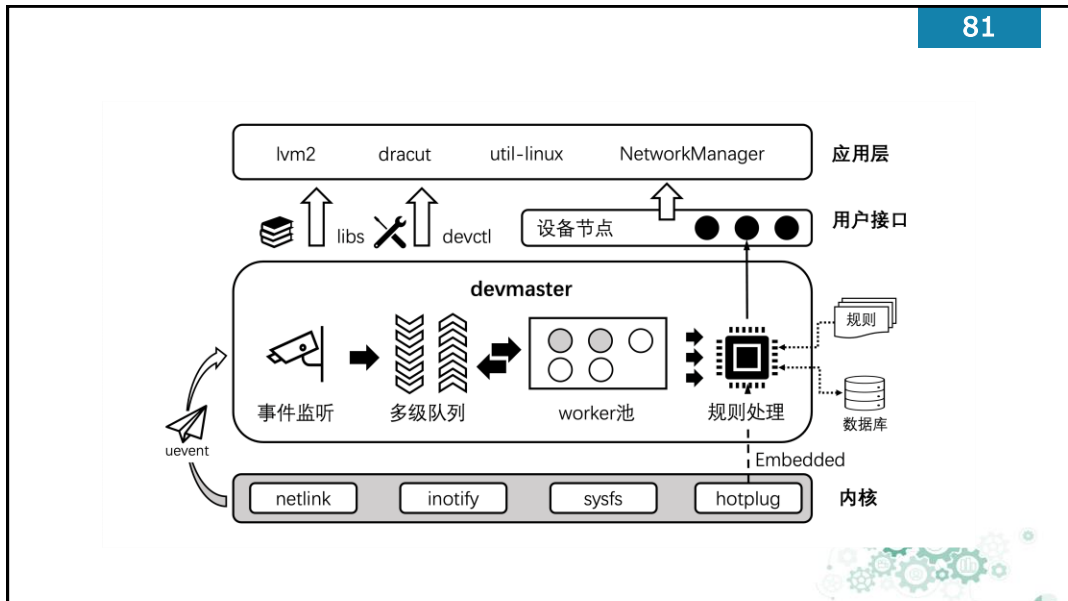 81
lvm2 dracut util-linux NetworkManager 应用层
libs devctl 设备节点 用户接口
devmaster
规则
事件监听 多级队列 worker池 规则处理 数据库
uevent
Embedded
netlink inotify sysfs hotplug 内核